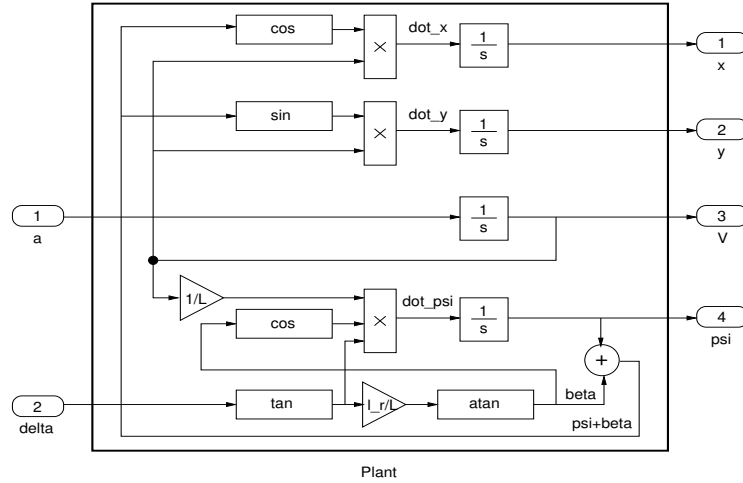 cos
×
dot_x
1
s
1
x
sin
×
dot_y
1
s
2
y
1
a
1
s
3
V
1/L
cos
×
dot_psi
1
s
4
psi
+
2
delta
tan
l_r/L
atan
beta
psi+beta
Plant